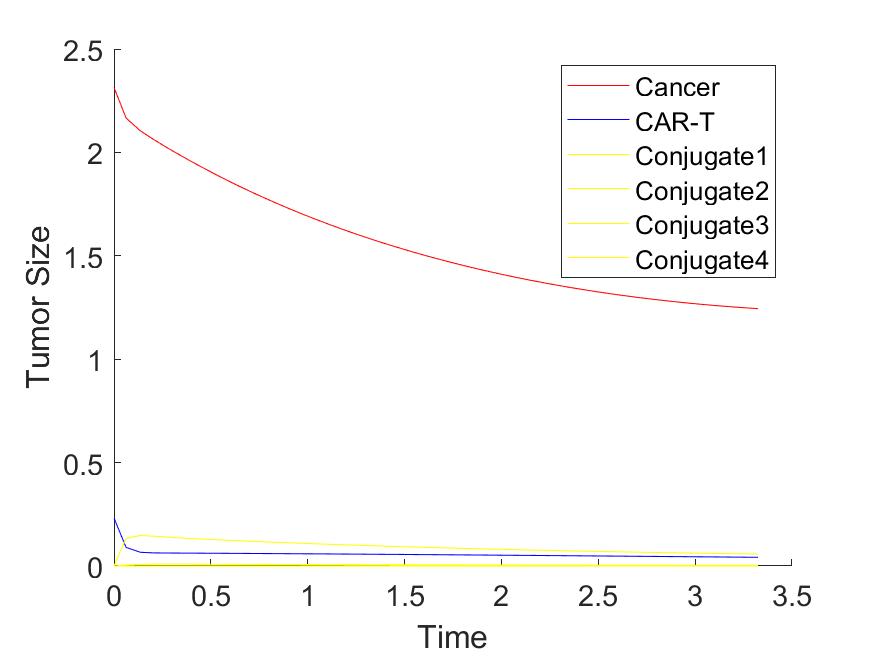 2.5
2
1.5
1
0.5
0
Tumor Size
Cancer
CAR-T
Conjugate1
Conjugate2
Conjugate3
Conjugate4
0 0.5 1 1.5 2 2.5 3 3.5
Time